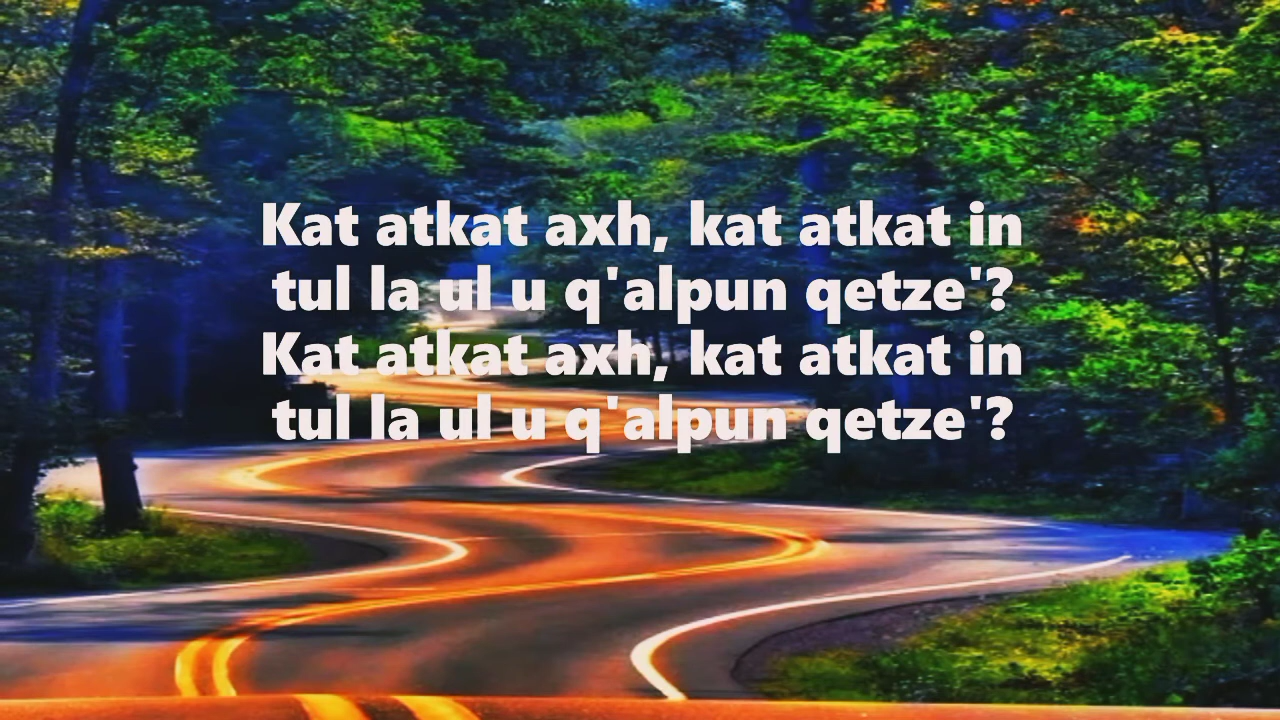 Kat atkat axh, kat atkat in
tul la ul u q'alpun qetze'?
Kat atkat axh, kat atkat in
tul la ul u q'alpun qetze'?